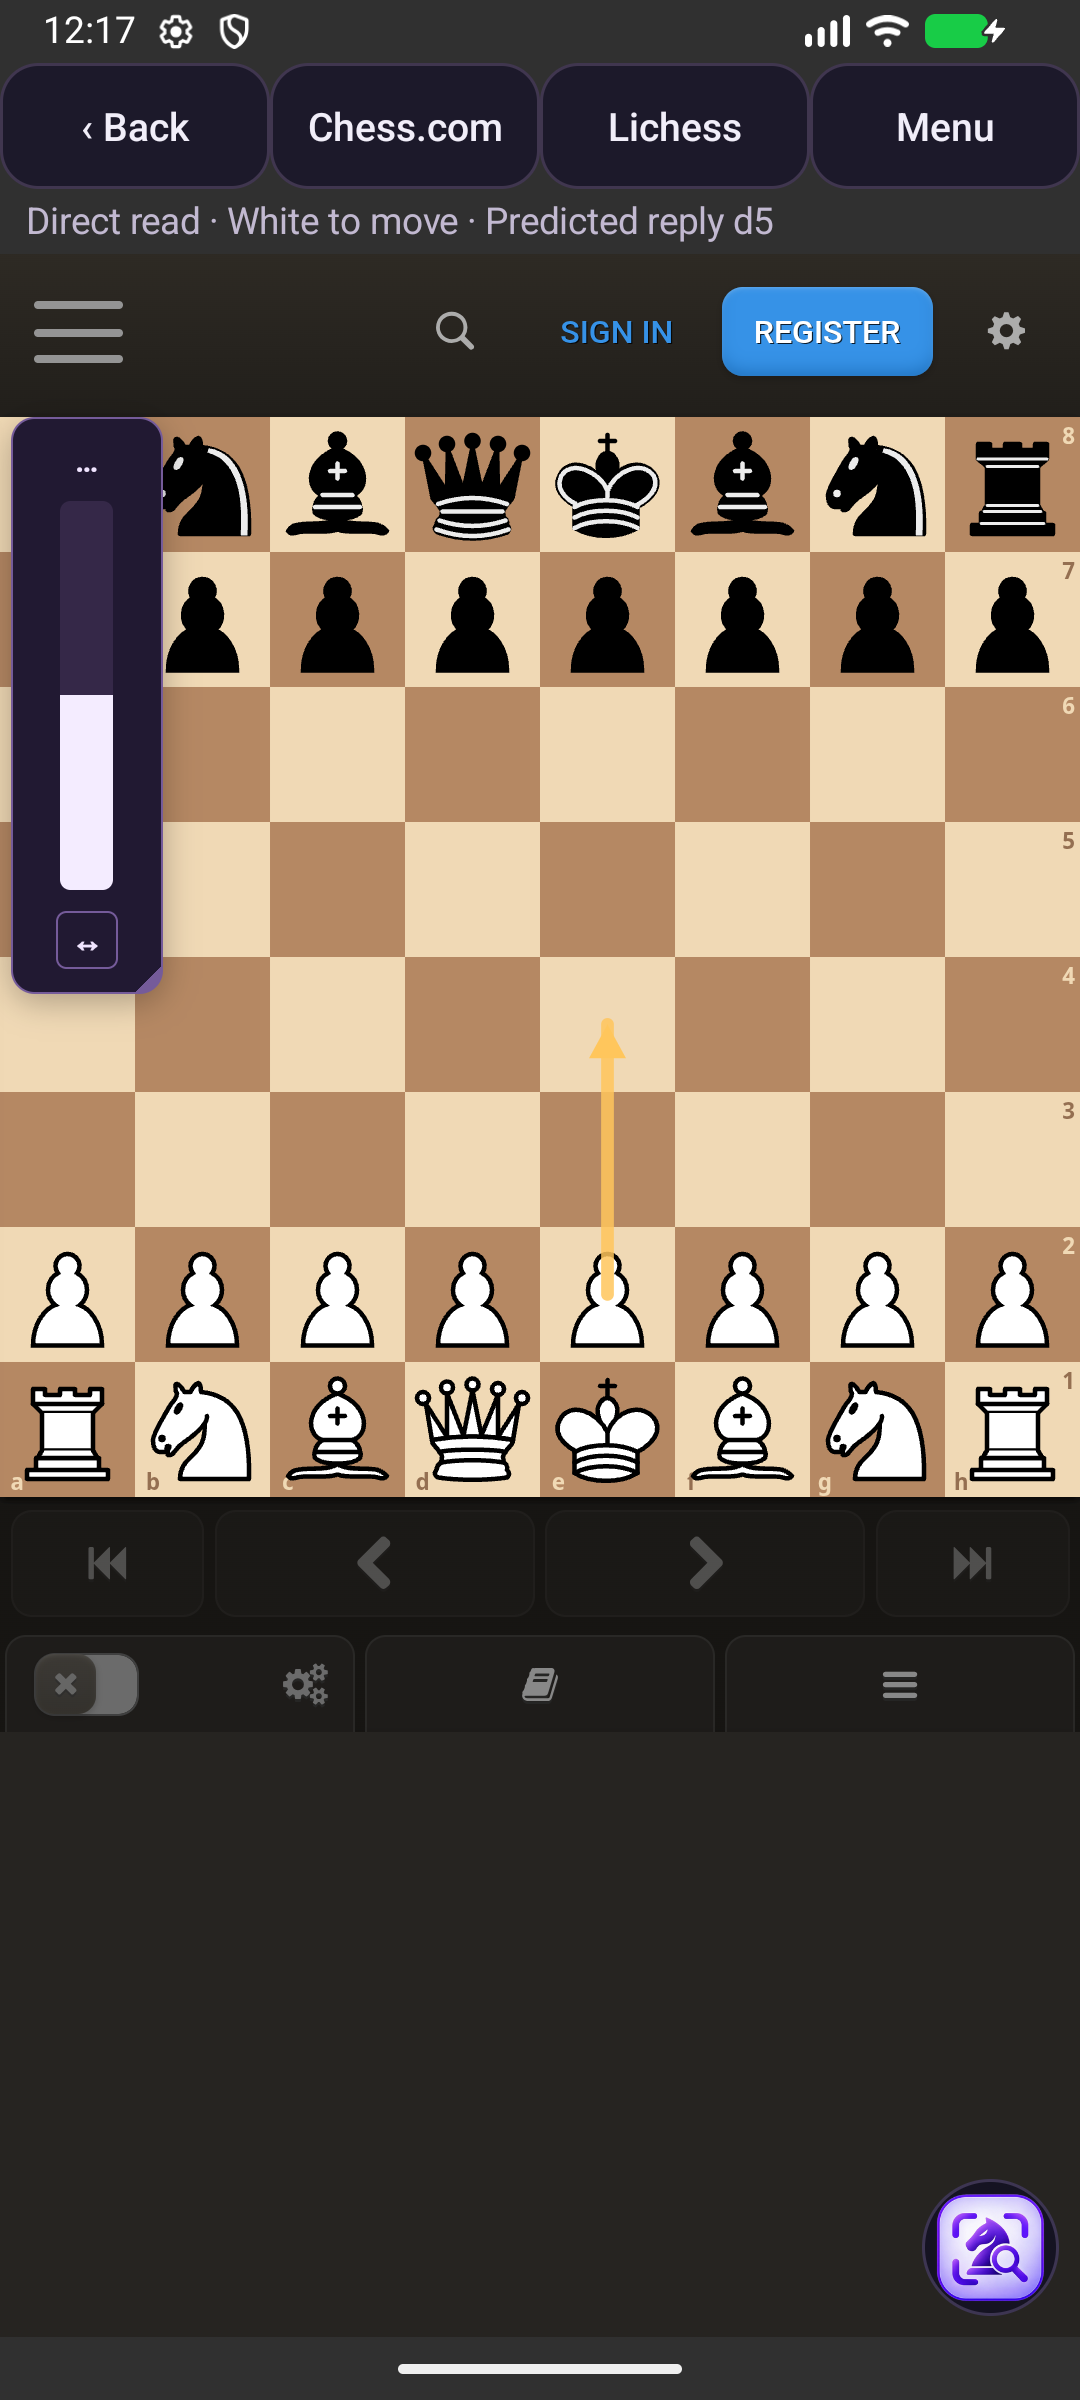 12:17
‹ Back
Chess.com
Lichess
Menu
Direct read · White to move · Predicted reply d5
SIGN IN
REGISTER
...
8
7
6
5
4
3
2
1
a
b
c
d
e
f
g
h